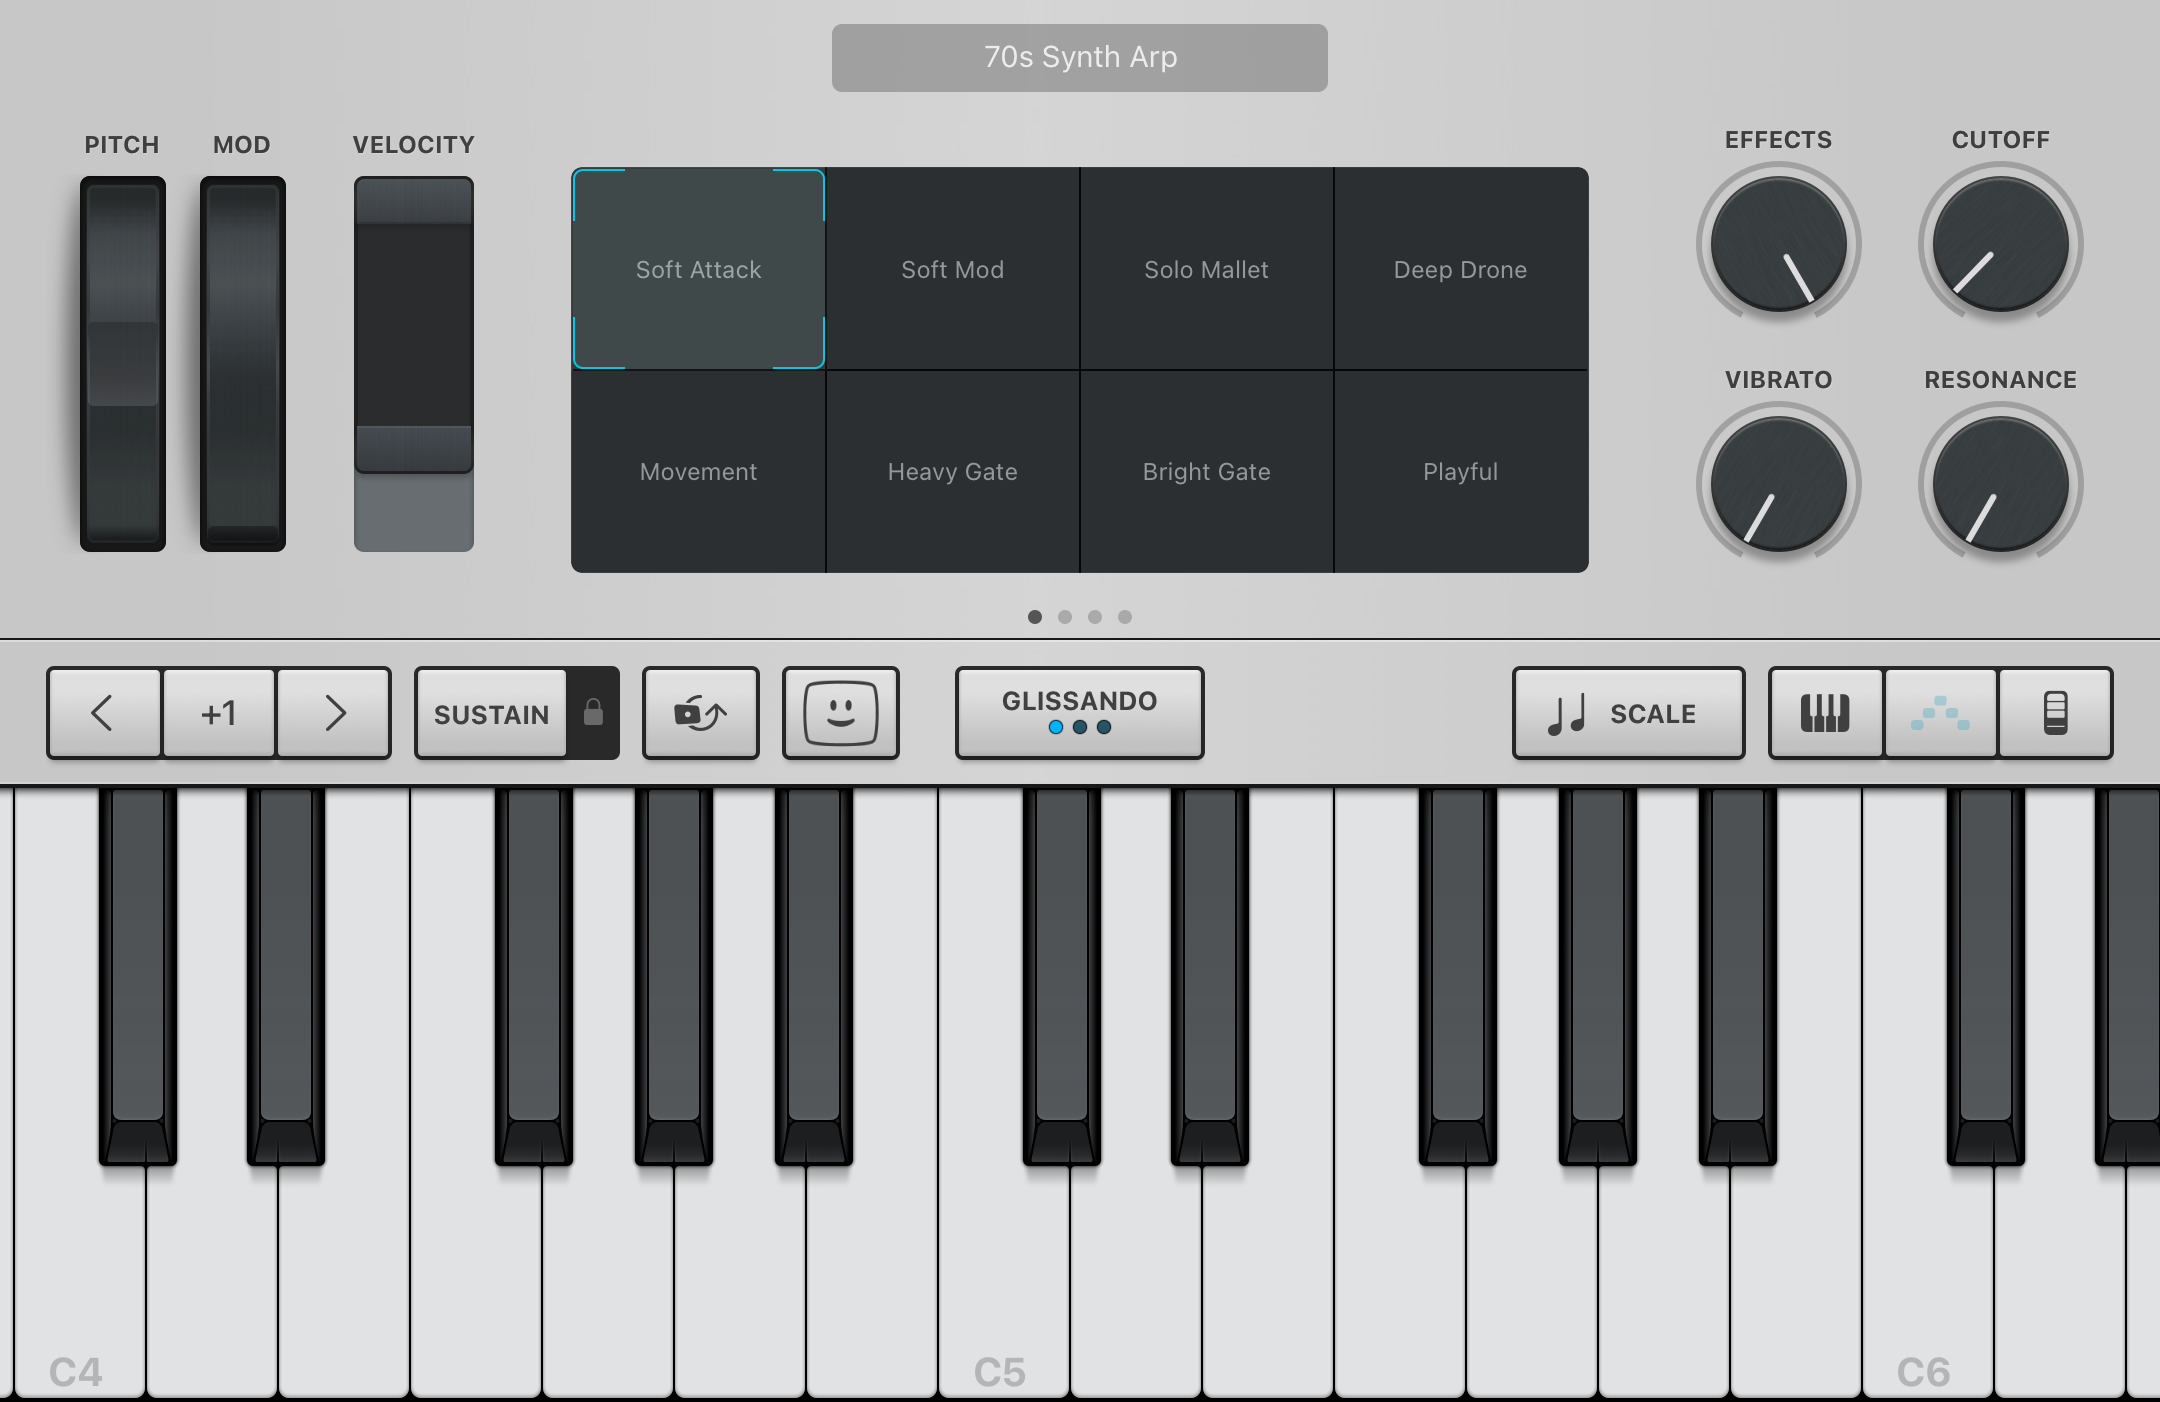 70s Synth Arp
PITCH MOD VELOCITY
EFFECTS CUTOFF
Soft Attack Soft Mod Solo Mallet Deep Drone
VIBRATO RESONANCE
Movement Heavy Gate Bright Gate Playful
+1 SUSTAIN GLISSANDO SCALE
C4 C5 C6